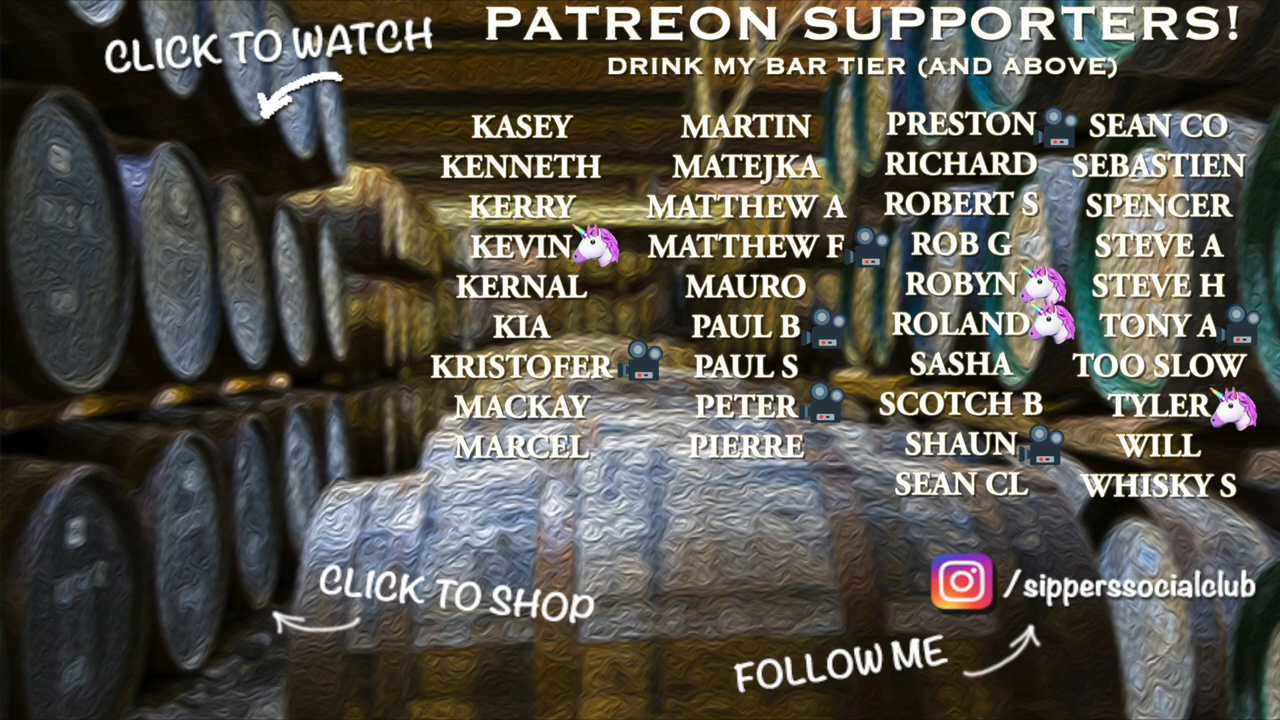 CLICK TO WATCH
PATREON SUPPORTERS!
DRINK MY BAR TIER (AND ABOVE)
KASEY
KENNETH
KERRY
KEVIN
KERNAL
KIA
KRISTOFER
MACKAY
MARCEL
MARTIN
MATEJKA
MATTHEW A
MATTHEW F
MAURO
PAUL B
PAUL S
PETER
PIERRE
PRESTON
RICHARD
ROBERT S
ROB G
ROBYN
ROLAND
SASHA
SCOTCH B
SHAUN
SEAN CL
SEAN CO
SEBASTIEN
SPENCER
STEVE A
STEVE H
TONY A
TOO SLOW
TYLER
WILL
WHISKY S
CLICK TO SHOP
/sipperssocialclub
FOLLOW ME